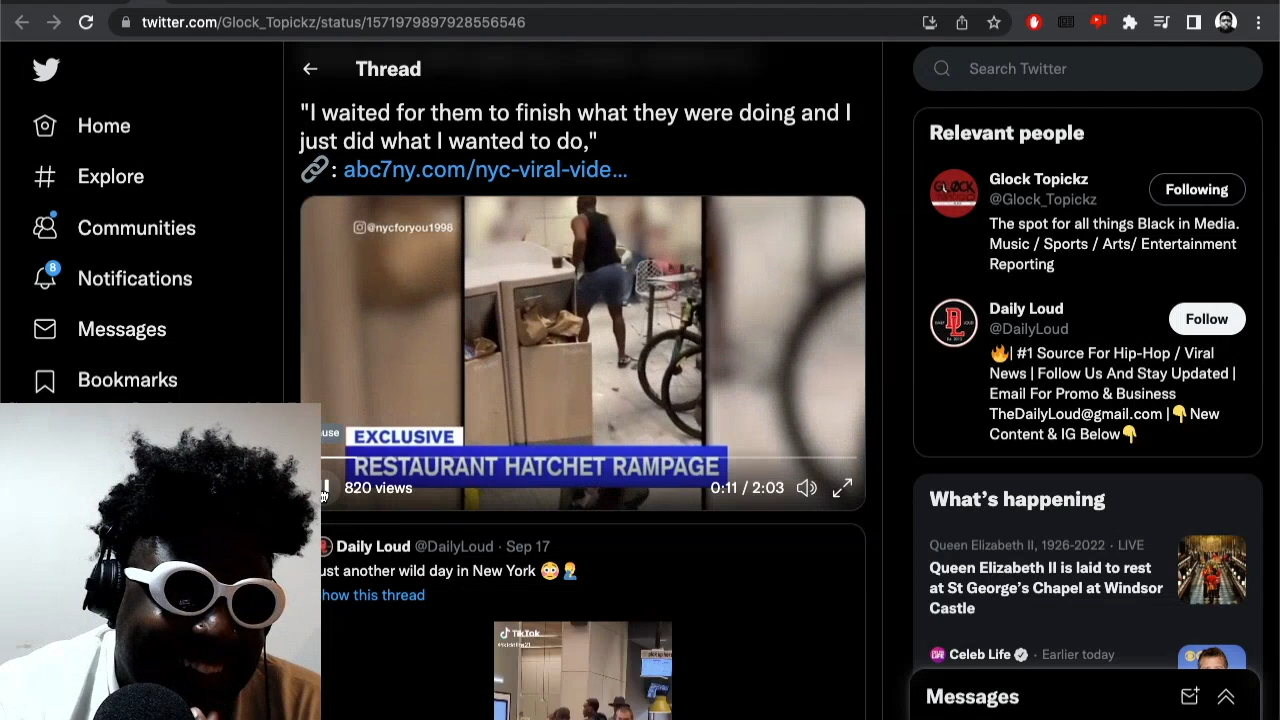 twitter.com/Glock_Topickz/status/1571979897928556546
Home
Explore
Communities
8
Notifications
Messages
Bookmarks
Thread
"I waited for them to finish what they were doing and I
just did what I wanted to do,"
🔗: abc7ny.com/nyc-viral-vide…
@nycforyou1998
use
EXCLUSIVE
RESTAURANT HATCHET RAMPAGE
820 views
0:11 / 2:03
Daily Loud @DailyLoud · Sep 17
ust another wild day in New York 😳🤦‍♂️
how this thread
TikTok
Search Twitter
Relevant people
Glock Topickz
@Glock_Topickz
Following
The spot for all things Black in Media.
Music / Sports / Arts/ Entertainment
Reporting
Daily Loud
@DailyLoud
Follow
🔥| #1 Source For Hip-Hop / Viral
News | Follow Us And Stay Updated |
Email For Promo & Business
TheDailyLoud@gmail.com |👇New
Content & IG Below👇
What's happening
Queen Elizabeth II, 1926-2022 · LIVE
Queen Elizabeth II is laid to rest
at St George's Chapel at Windsor
Castle
Celeb Life · Earlier today
Messages